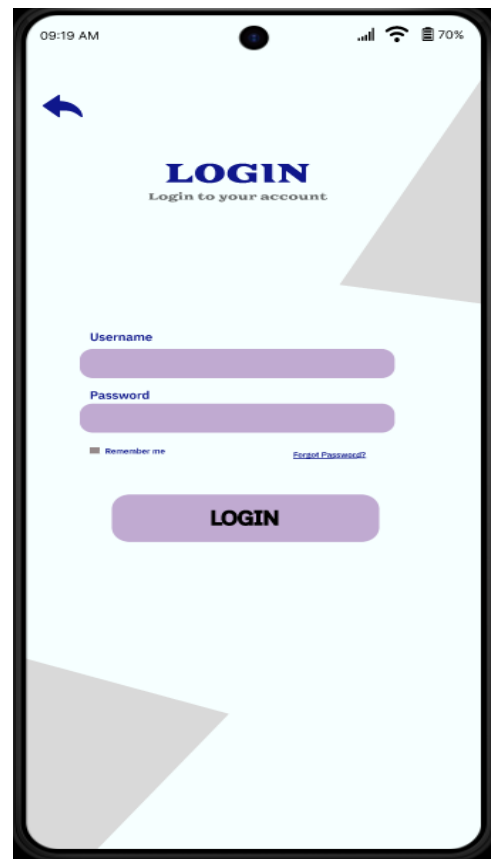 09:19 AM
70%
LOGIN
Login to your account
Username
Password
Remember me
Forgot Password?
LOGIN